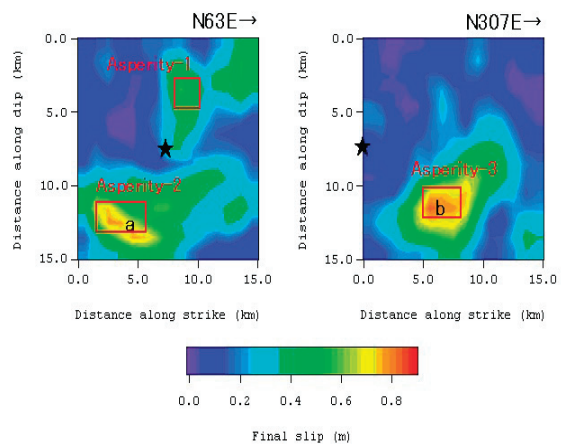 N63E→
N307E→
0.0
5.0
10.0
15.0
Distance along dip (km)
Asperity-1
Asperity-2
a
0.0 5.0 10.0 15.0
Distance along strike (km)
0.0
5.0
10.0
15.0
Distance along dip (km)
Asperity-3
b
0.0 5.0 10.0 15.0
Distance along strike (km)
0.0 0.2 0.4 0.6 0.8
Final slip (m)